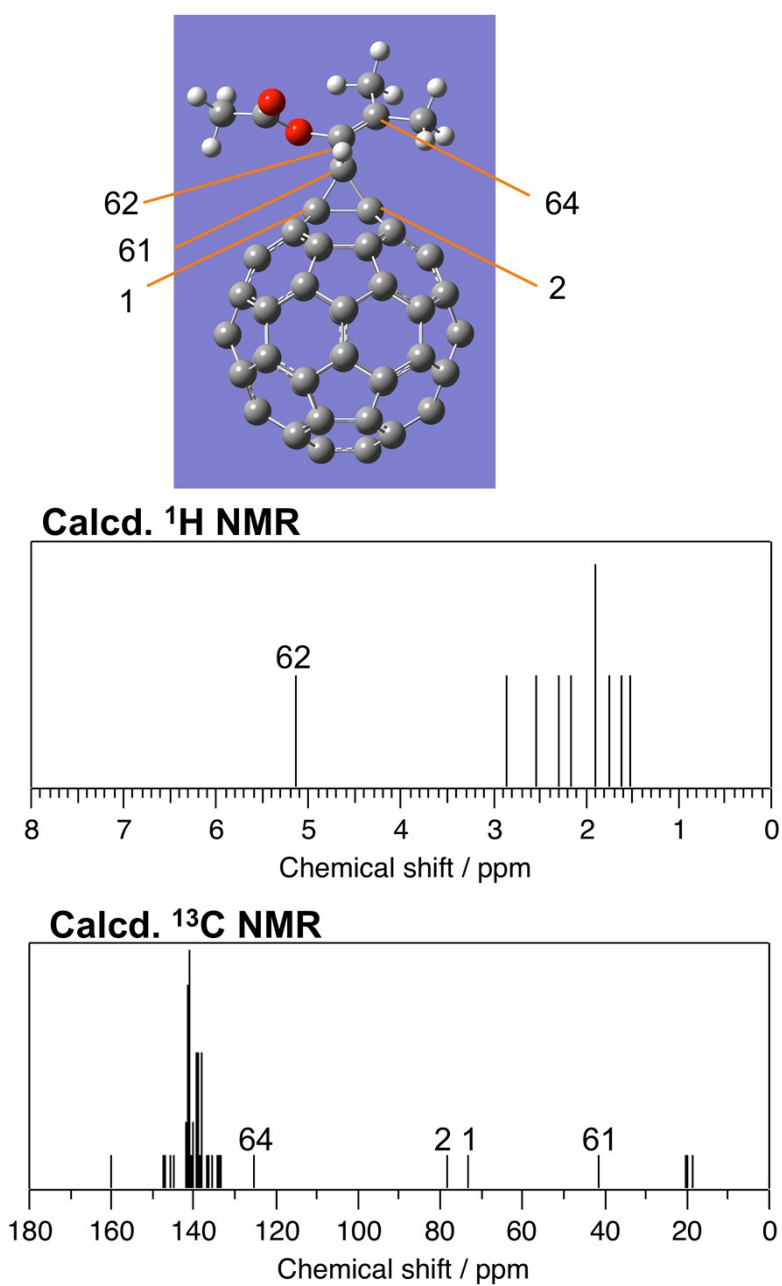 62
64
61
1
2
Calcd. ¹H NMR
62
8 7 6 5 4 3 2 1 0
Chemical shift / ppm
Calcd. ¹³C NMR
64 2 1 61
180 160 140 120 100 80 60 40 20 0
Chemical shift / ppm